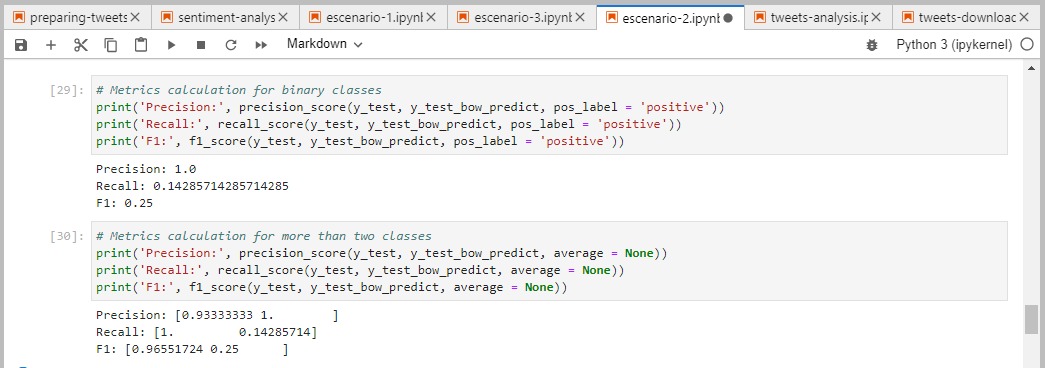 preparing-tweets
sentiment-analys
escenario-1.ipynb
escenario-3.ipynb
escenario-2.ipynb
tweets-analysis.ip
tweets-download
Markdown
Python 3 (ipykernel)
[29]: # Metrics calculation for binary classes
print('Precision:', precision_score(y_test, y_test_bow_predict, pos_label = 'positive'))
print('Recall:', recall_score(y_test, y_test_bow_predict, pos_label = 'positive'))
print('F1:', f1_score(y_test, y_test_bow_predict, pos_label = 'positive'))
Precision: 1.0
Recall: 0.14285714285714285
F1: 0.25
[30]: # Metrics calculation for more than two classes
print('Precision:', precision_score(y_test, y_test_bow_predict, average = None))
print('Recall:', recall_score(y_test, y_test_bow_predict, average = None))
print('F1:', f1_score(y_test, y_test_bow_predict, average = None))
Precision: [0.93333333 1.        ]
Recall: [1.         0.14285714]
F1: [0.96551724 0.25      ]